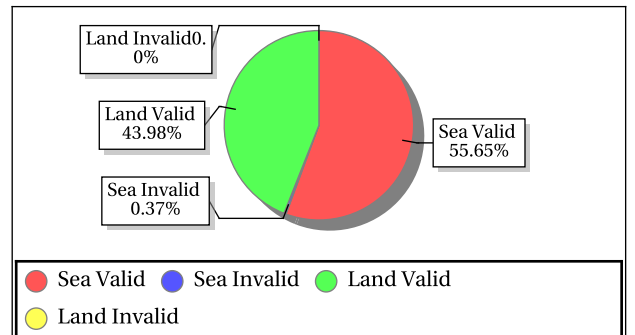 Land Invalid0.
0%
Land Valid
43.98%
Sea Valid
55.65%
Sea Invalid
0.37%
Sea Valid Sea Invalid Land Valid
Land Invalid